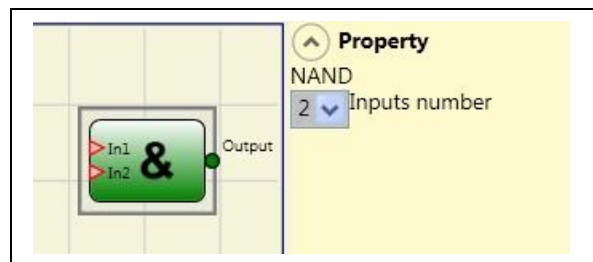 In1
In2
&
Output
Property
NAND
2 Inputs number